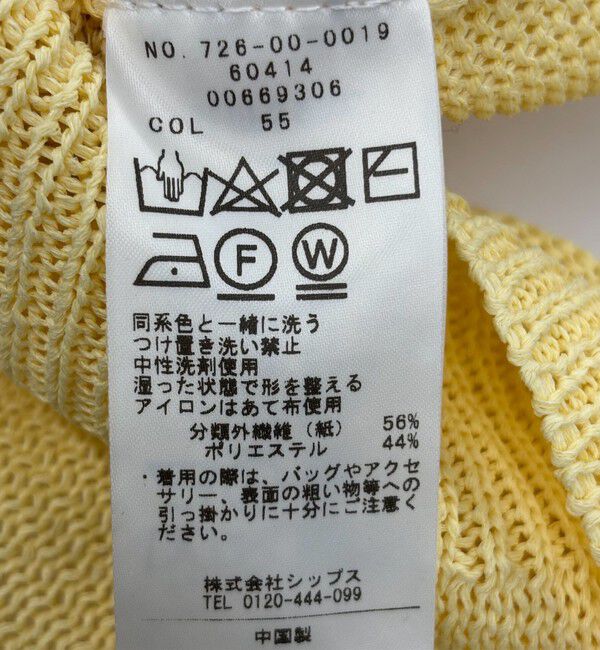 NO. 726-00-0019
60414
00669306
COL 55
F
W
同系色と一緒に洗う
つけ置き洗い禁止
中性洗剤使用
湿った状態で形を整える
アイロンはあて布使用
分類外繊維（紙） 56%
ポリエステル 44%
・着用の際は、バッグやアクセ
サリー、表面の粗い物等への
引っ掛かりに十分にご注意く
ださい。
株式会社シップス
TEL 0120-444-099
中国製